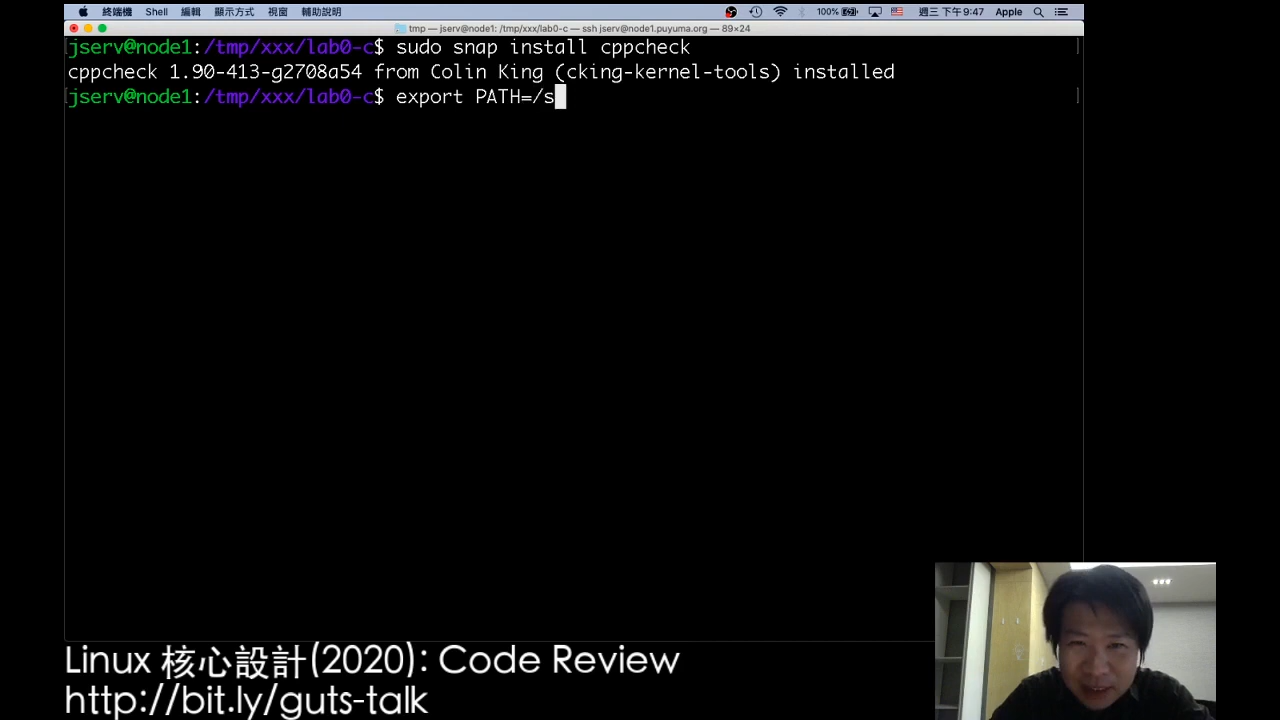 終端機 Shell 編輯 顯示方式 視窗 輔助說明 100% 週三下午9:47 Apple
tmp — jserv@node1: /tmp/xxx/lab0-c — ssh jserv@node1.puyuma.org — 89×24
jserv@node1:/tmp/xxx/lab0-c$ sudo snap install cppcheck
cppcheck 1.90-413-g2708a54 from Colin King (cking-kernel-tools) installed
jserv@node1:/tmp/xxx/lab0-c$ export PATH=/s
Linux 核心設計(2020): Code Review
http://bit.ly/guts-talk